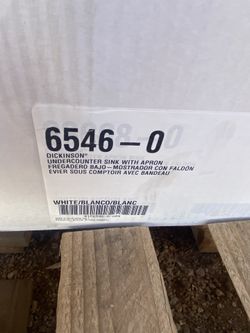 6546-0
DICKINSON®
UNDERCOUNTER SINK WITH APRON
FREGADERO BAJO-MOSTRADOR CON FALDÓN
EVIER SOUS COMPTOIR AVEC BANDEAU
WHITE/BLANCO/BLANC